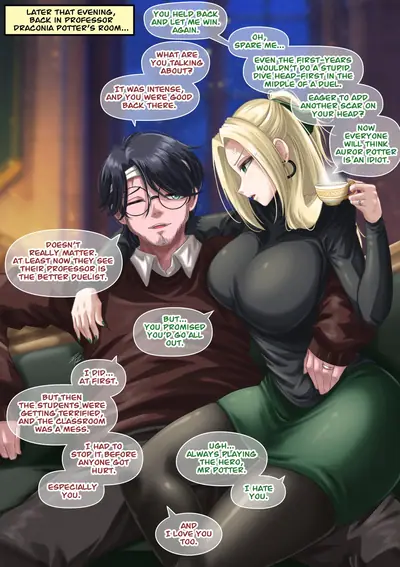 LATER THAT EVENING,
BACK IN PROFESSOR
DRACONIA POTTER'S ROOM...
YOU HELP BACK
AND LET ME WIN.
AGAIN.
OH,
SPARE ME...
WHAT ARE
YOU TALKING
ABOUT?
EVEN THE FIRST-YEARS
WOULDN'T DO A STUPID
DIVE HEAD-FIRST IN THE
MIDDLE OF A DUEL.
IT WAS INTENSE,
AND YOU WERE GOOD
BACK THERE.
EAGER TO ADD
ANOTHER SCAR ON
YOUR HEAD?
NOW
EVERYONE
WILL THINK
AUROR POTTER
IS AN IDIOT.
DOESN'T
REALLY MATTER.
AT LEAST NOW THEY SEE
THEIR PROFESSOR IS
THE BETTER DUELIST.
BUT...
YOU PROMISED
YOU'D GO ALL
OUT.
I DID...
AT FIRST.
BUT THEN
THE STUDENTS WERE
GETTING TERRIFIED,
AND THE CLASSROOM
WAS A MESS.
I HAD TO
STOP IT BEFORE
ANYONE GOT
HURT.
ESPECIALLY
YOU.
UGH...
ALWAYS PLAYING
THE HERO,
MR POTTER.
I HATE
YOU.
AND
I LOVE YOU
TOO.